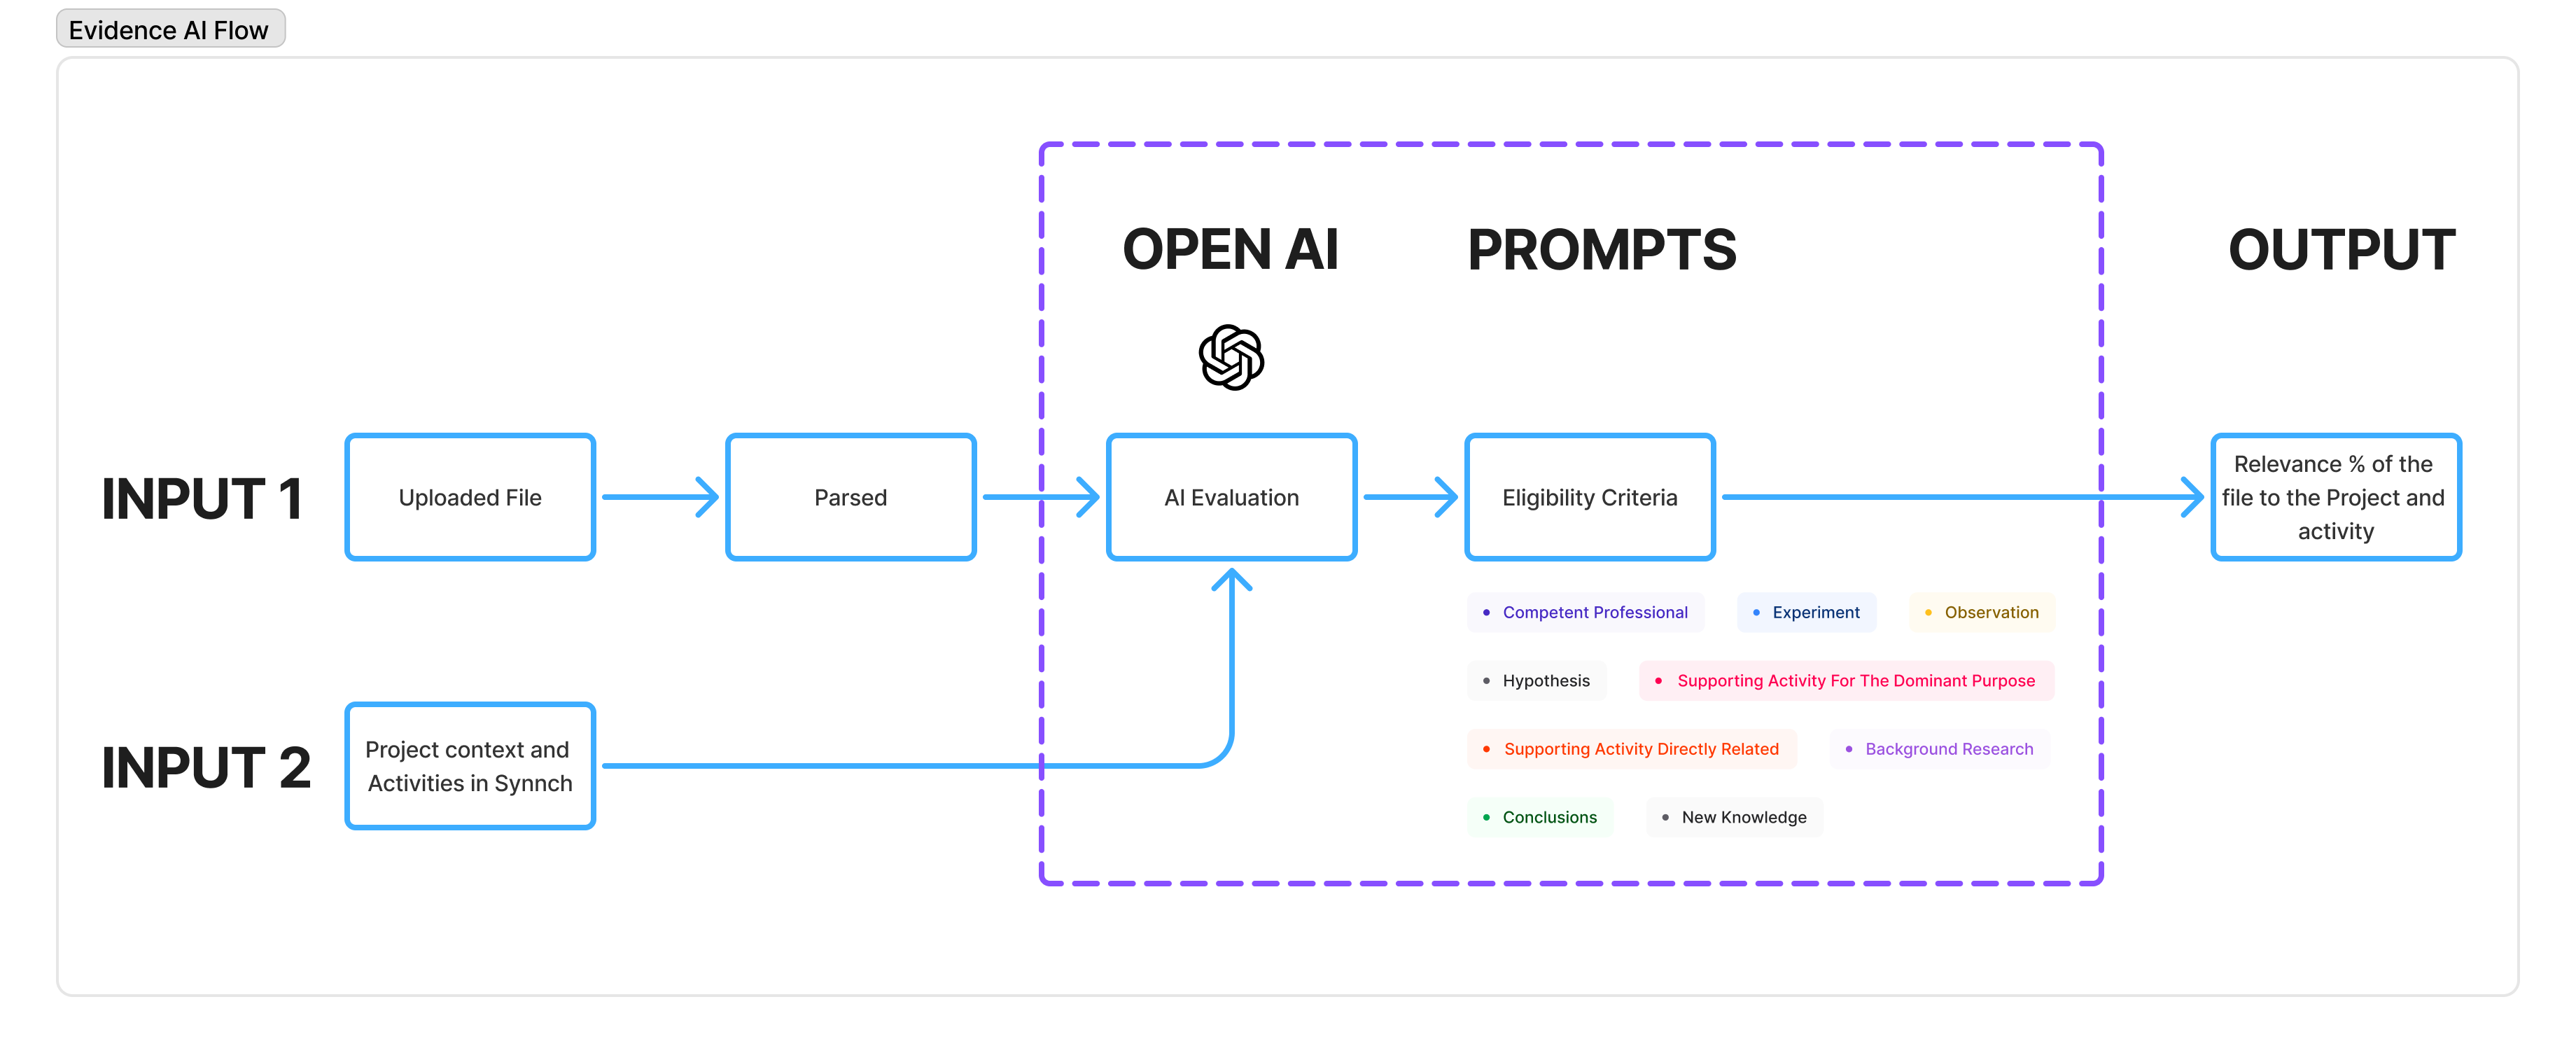 Evidence AI Flow
OPEN AI
PROMPTS
OUTPUT
INPUT 1
Uploaded File
Parsed
AI Evaluation
Eligibility Criteria
Relevance % of the
file to the Project and
activity
Competent Professional
Experiment
Observation
Hypothesis
Supporting Activity For The Dominant Purpose
Supporting Activity Directly Related
Background Research
Conclusions
New Knowledge
INPUT 2
Project context and
Activities in Synnch